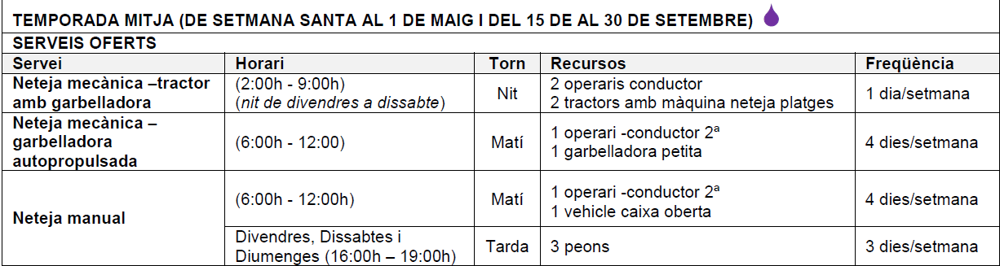 TEMPORADA MITJA (DE SETMANA SANTA AL 1 DE MAIG I DEL 15 DE AL 30 DE SETEMBRE)
SERVEIS OFERTS
Servei Horari Torn Recursos Freqüència
Neteja mecànica –tractor
amb garbelladora
(2:00h - 9:00h)
(nit de divendres a dissabte)
Nit
2 operaris conductor
2 tractors amb màquina neteja platges
1 dia/setmana
Neteja mecànica –
garbelladora
autopropulsada
(6:00h - 12:00)
Matí
1 operari -conductor 2ª
1 garbelladora petita
4 dies/setmana
Neteja manual
(6:00h - 12:00h)
Matí
1 operari -conductor 2ª
1 vehicle caixa oberta
4 dies/setmana
Divendres, Dissabtes i
Diumenges (16:00h – 19:00h)
Tarda
3 peons
3 dies/setmana